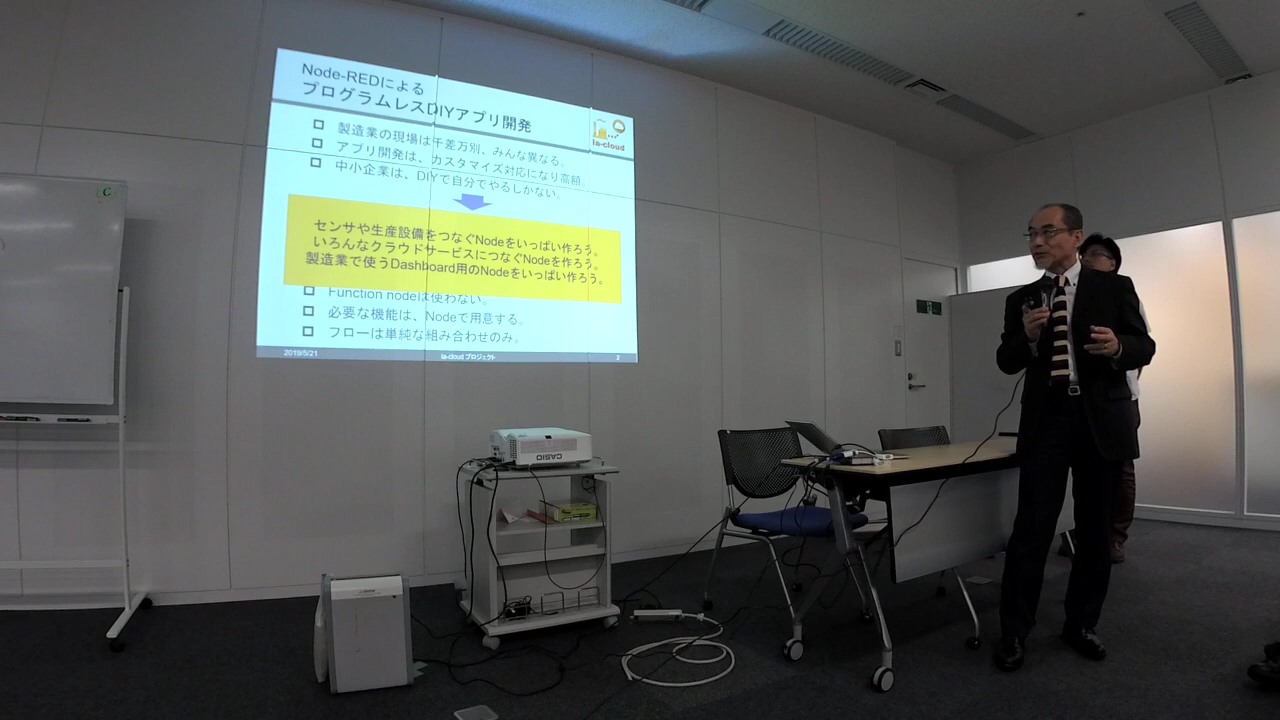 Node-REDによる
プログラムレスDIYアプリ開発
Ia-cloud
製造業の現場は千差万別、みんな異なる。
アプリ開発は、カスタマイズ対応になり高額。
中小企業は、DIYで自分でやるしかない。
センサや生産設備をつなぐNodeをいっぱい作ろう。
いろんなクラウドサービスにつなぐNodeを作ろう。
製造業で使うDashboard用のNodeをいっぱい作ろう。
Function nodeは使わない。
必要な機能は、Nodeで用意する。
フローは単純な組み合わせのみ。
2019/5/21
ia-cloud プロジェクト
2
C
CASIO